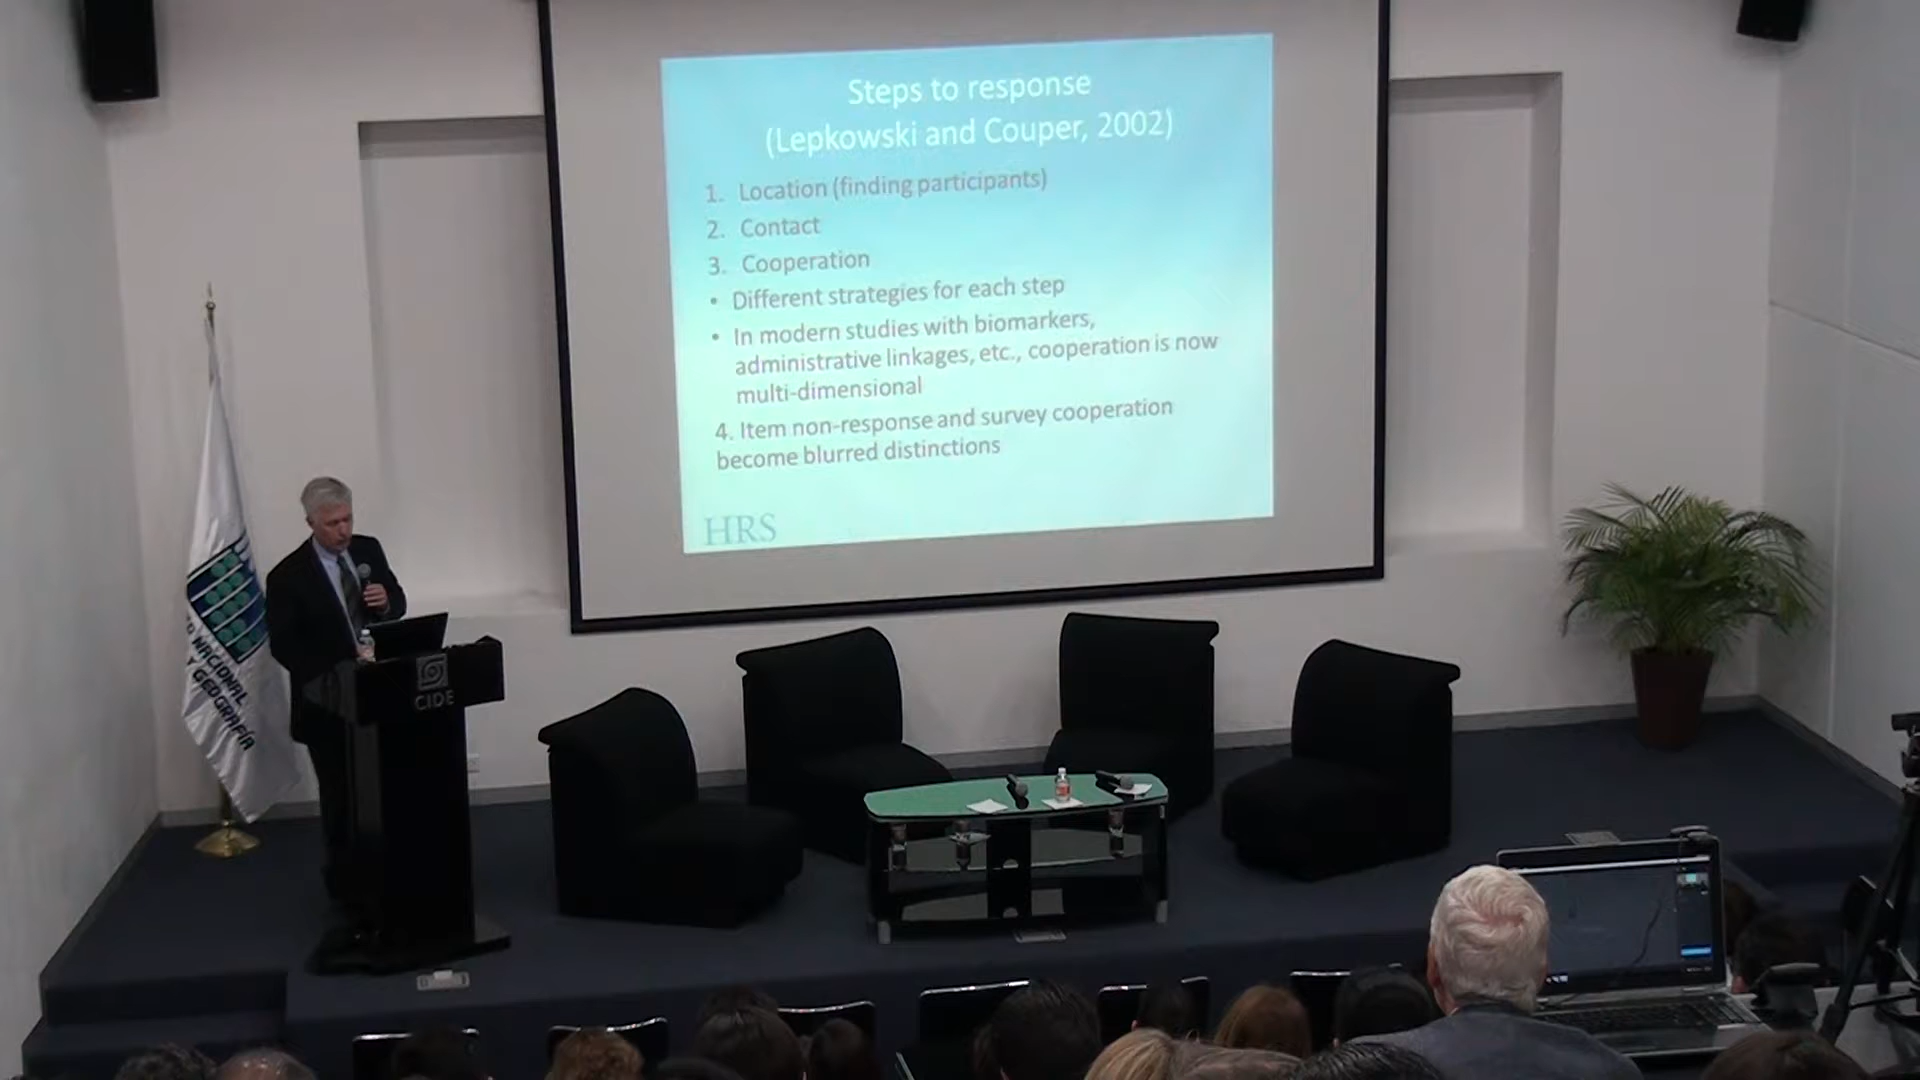 Steps to response
(Lepkowski and Couper, 2002)
1. Location (finding participants)
2. Contact
3. Cooperation
• Different strategies for each step
• In modern studies with biomarkers,
administrative linkages, etc., cooperation is now
multi-dimensional
4. Item non-response and survey cooperation
become blurred distinctions
HRS
NACIONAL
Y GEOGRAFÍA
CIDE